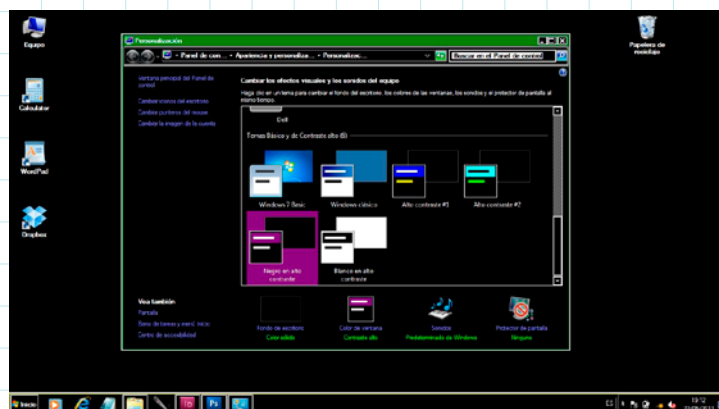 Equipo
Papelera de
reciclaje
Calculator
WordPad
Dropbox
Personalización
Panel de con...
Apariencia y personaliza...
Personalizac...
Buscar en el Panel de control
Ventana principal del Panel de
control
Cambiar iconos del escritorio
Cambiar punteros del mouse
Cambiar la imagen de la cuenta
Cambiar los efectos visuales y los sonidos del equipo
Haga clic en un tema para cambiar el fondo del escritorio, los colores de las ventanas, los sonidos y el protector de pantalla al
mismo tiempo.
Dell
Temas Básico y de Contraste alto (6)
Windows 7 Basic
Windows clásico
Alto contraste #1
Alto contraste #2
Negro en alto
contraste
Blanco en alto
contraste
Vea también
Pantalla
Barra de tareas y menú Inicio
Centro de accesibilidad
Fondo de escritorio
Color sólido
Color de ventana
Contraste alto
Sonidos
Predeterminado de Windows
Protector de pantalla
Ninguno
Inicio
Ps
ES